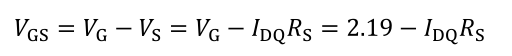 V_GS = V_G − V_S = V_G − I_DQ R_S = 2.19 − I_DQ R_S